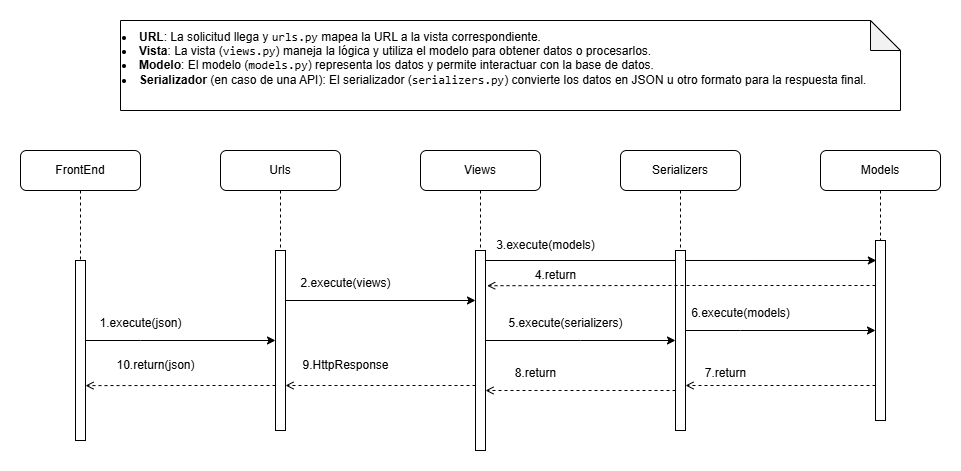 • URL: La solicitud llega y urls.py mapea la URL a la vista correspondiente.
• Vista: La vista (views.py) maneja la lógica y utiliza el modelo para obtener datos o procesarlos.
• Modelo: El modelo (models.py) representa los datos y permite interactuar con la base de datos.
• Serializador (en caso de una API): El serializador (serializers.py) convierte los datos en JSON u otro formato para la respuesta final.
FrontEnd
Urls
Views
Serializers
Models
3.execute(models)
4.return
2.execute(views)
6.execute(models)
1.execute(json)
5.execute(serializers)
10.return(json)
9.HttpResponse
8.return
7.return